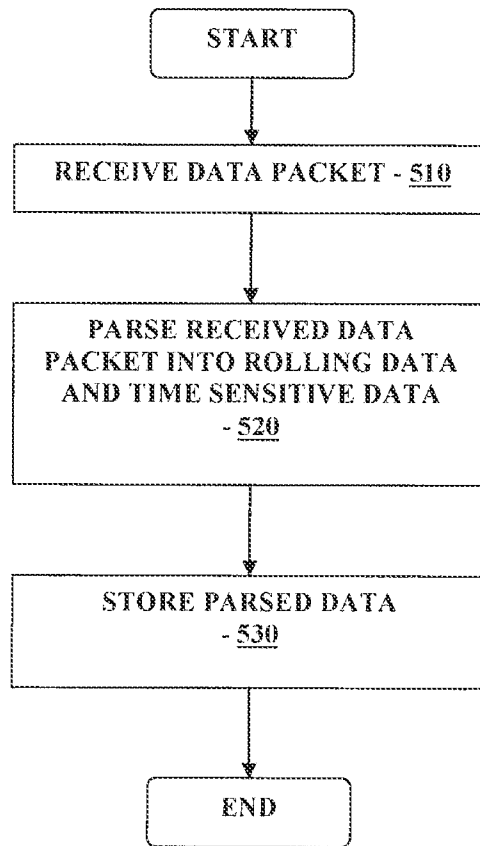 START
RECEIVE DATA PACKET - 510
PARSE RECEIVED DATA
PACKET INTO ROLLING DATA
AND TIME SENSITIVE DATA
- 520
STORE PARSED DATA
- 530
END